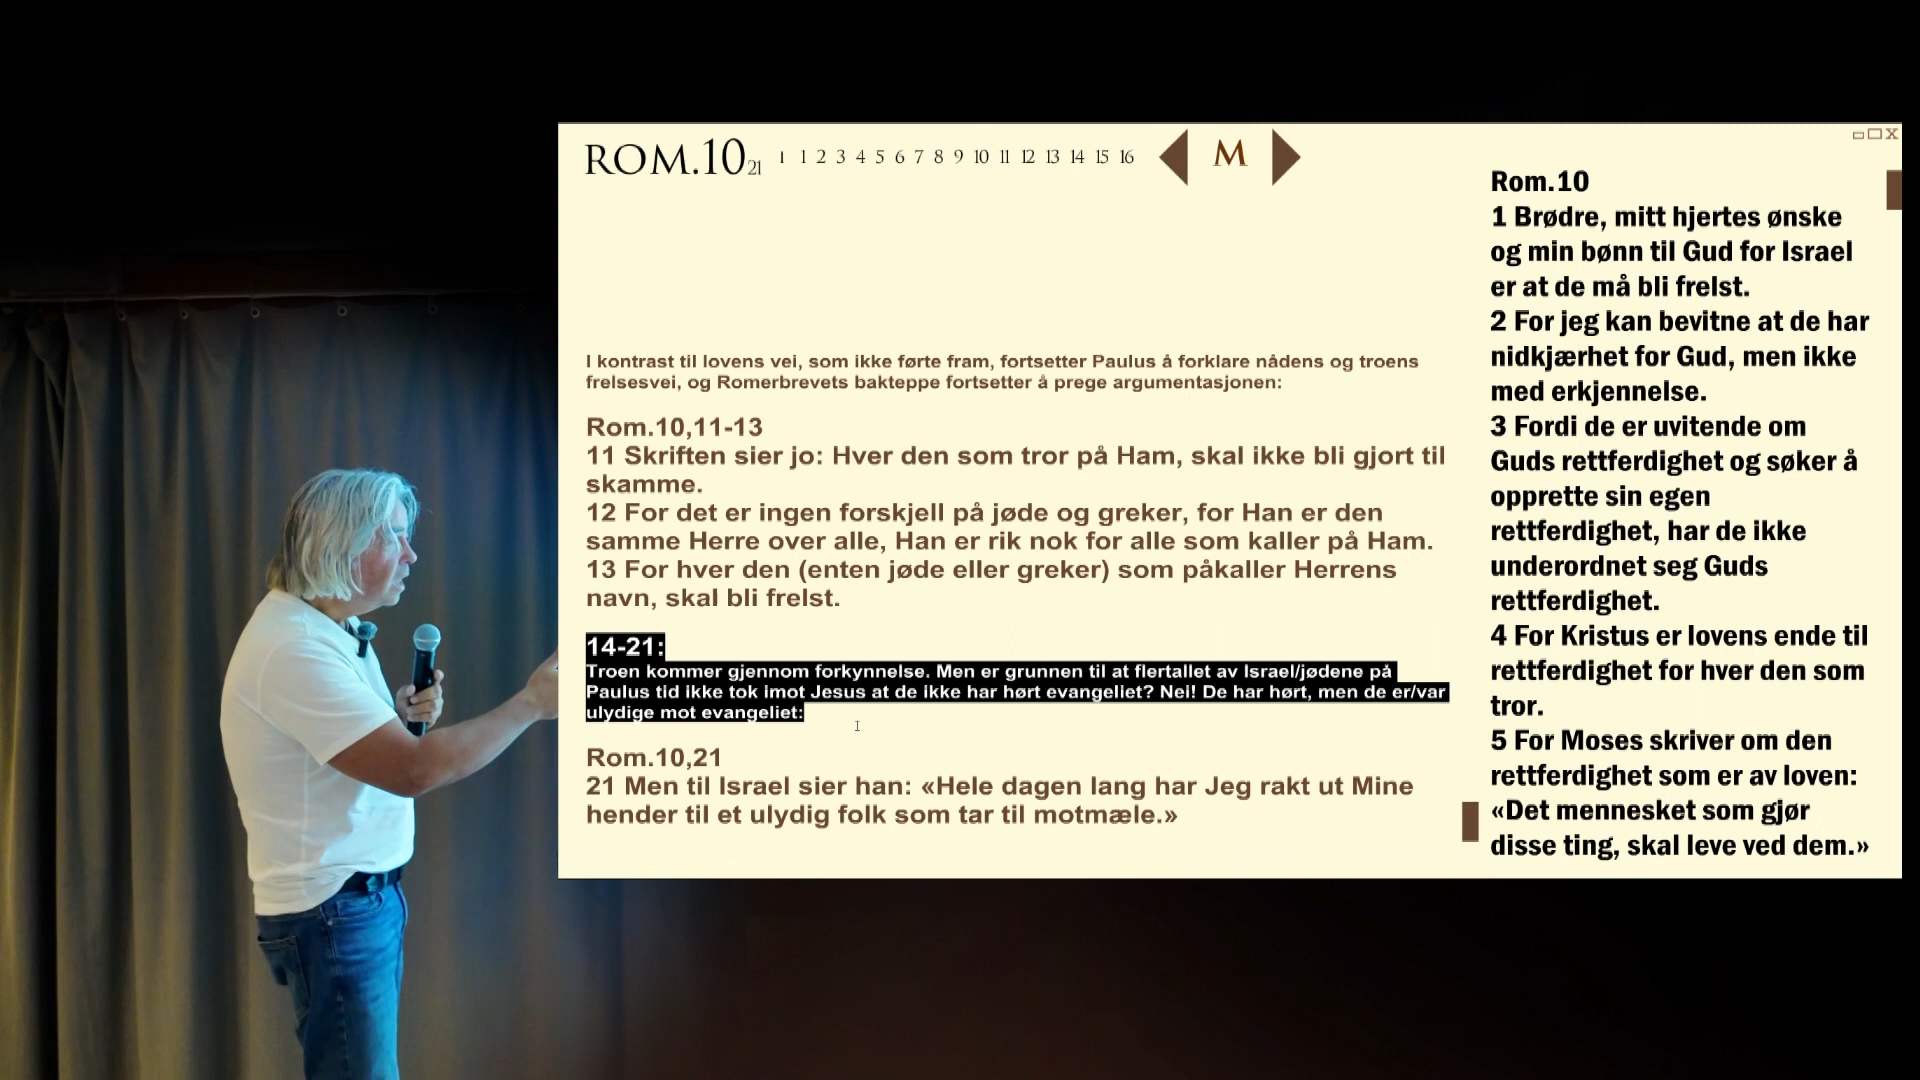 ROM.10 21 1 1 2 3 4 5 6 7 8 9 10 11 12 13 14 15 16 M
I kontrast til lovens vei, som ikke førte fram, fortsetter Paulus å forklare nådens og troens
frelsesvei, og Romerbrevets bakteppe fortsetter å prege argumentasjonen:
Rom.10,11-13
11 Skriften sier jo: Hver den som tror på Ham, skal ikke bli gjort til
skamme.
12 For det er ingen forskjell på jøde og greker, for Han er den
samme Herre over alle, Han er rik nok for alle som kaller på Ham.
13 For hver den (enten jøde eller greker) som påkaller Herrens
navn, skal bli frelst.
14-21:
Troen kommer gjennom forkynnelse. Men er grunnen til at flertallet av Israel/jødene på
Paulus tid ikke tok imot Jesus at de ikke har hørt evangeliet? Nei! De har hørt, men de er/var
ulydige mot evangeliet:
Rom.10,21
21 Men til Israel sier han: «Hele dagen lang har Jeg rakt ut Mine
hender til et ulydig folk som tar til motmæle.»
X
Rom.10
1 Brødre, mitt hjertes ønske
og min bønn til Gud for Israel
er at de må bli frelst.
2 For jeg kan bevitne at de har
nidkjærhet for Gud, men ikke
med erkjennelse.
3 Fordi de er uvitende om
Guds rettferdighet og søker å
opprette sin egen
rettferdighet, har de ikke
underordnet seg Guds
rettferdighet.
4 For Kristus er lovens ende til
rettferdighet for hver den som
tror.
5 For Moses skriver om den
rettferdighet som er av loven:
«Det mennesket som gjør
disse ting, skal leve ved dem.»